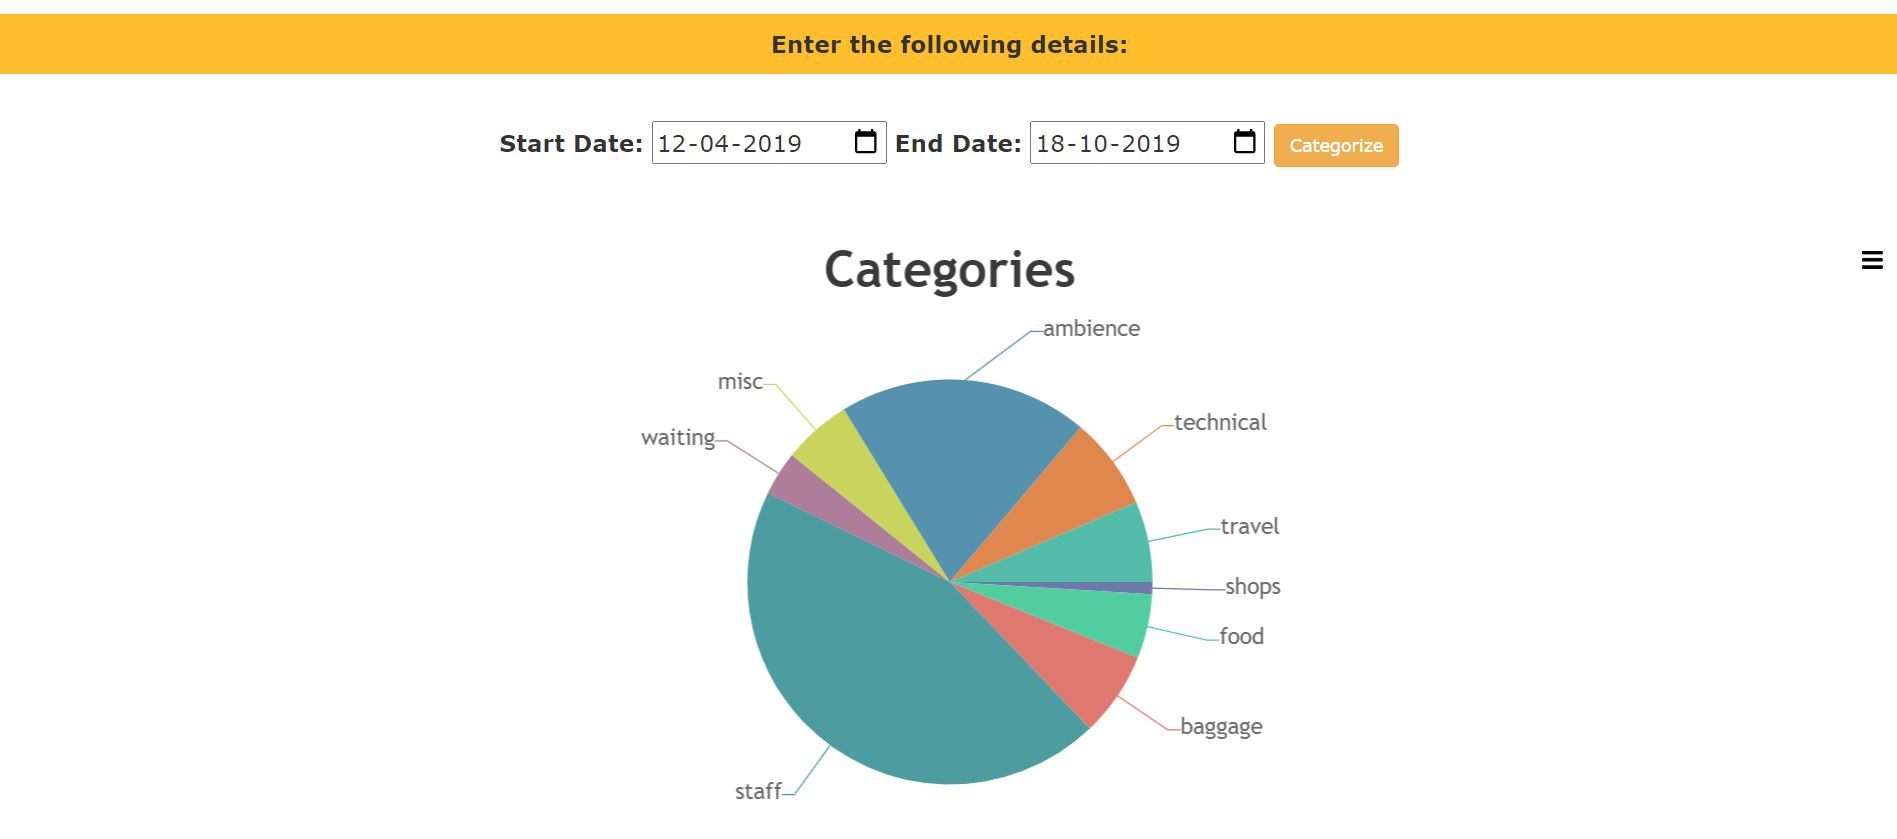 Enter the following details:
Start Date: 12-04-2019 End Date: 18-10-2019 Categorize
Categories
ambience
misc
technical
waiting
travel
shops
food
baggage
staff